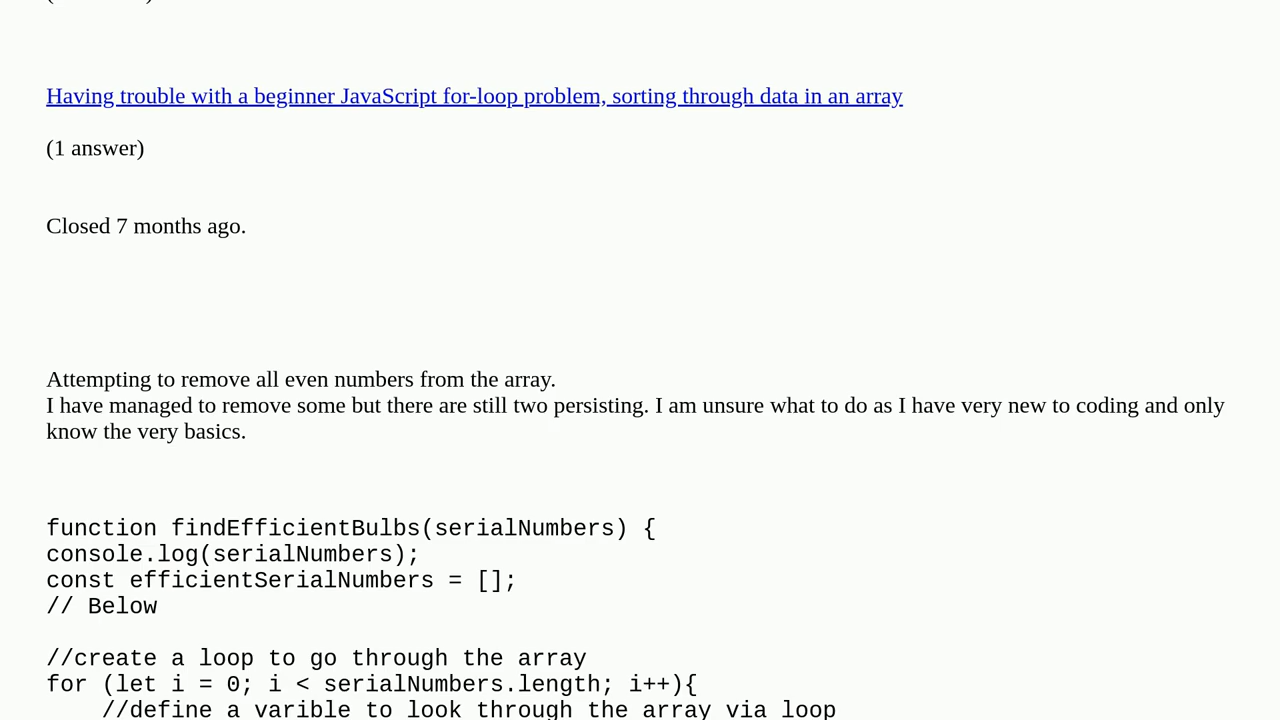 Having trouble with a beginner JavaScript for-loop problem, sorting through data in an array
(1 answer)
Closed 7 months ago.
Attempting to remove all even numbers from the array.
I have managed to remove some but there are still two persisting. I am unsure what to do as I have very new to coding and only
know the very basics.
function findEfficientBulbs(serialNumbers) {
console.log(serialNumbers);
const efficientSerialNumbers = [];
// Below
//create a loop to go through the array
for (let i = 0; i < serialNumbers.length; i++){
    //define a varible to look through the array via loop